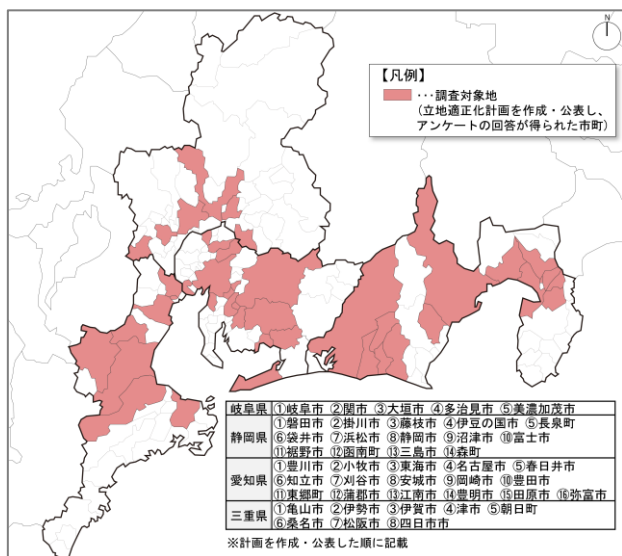 N
【凡例】
･･･調査対象地
（立地適正化計画を作成・公表し、
アンケートの回答が得られた市町）
岐阜県 ①岐阜市 ②関市 ③大垣市 ④多治見市 ⑤美濃加茂市
静岡県 ①磐田市 ②掛川市 ③藤枝市 ④伊豆の国市 ⑤長泉町
⑥袋井市 ⑦浜松市 ⑧静岡市 ⑨沼津市 ⑩富士市
⑪裾野市 ⑫函南町 ⑬三島市 ⑭森町
愛知県 ①豊川市 ②小牧市 ③東海市 ④名古屋市 ⑤春日井市
⑥知立市 ⑦刈谷市 ⑧安城市 ⑨岡崎市 ⑩豊田市
⑪東郷町 ⑫蒲郡市 ⑬江南市 ⑭豊明市 ⑮田原市 ⑯弥富市
三重県 ①亀山市 ②伊勢市 ③伊賀市 ④津市 ⑤朝日町
⑥桑名市 ⑦松阪市 ⑧四日市市
※計画を作成・公表した順に記載